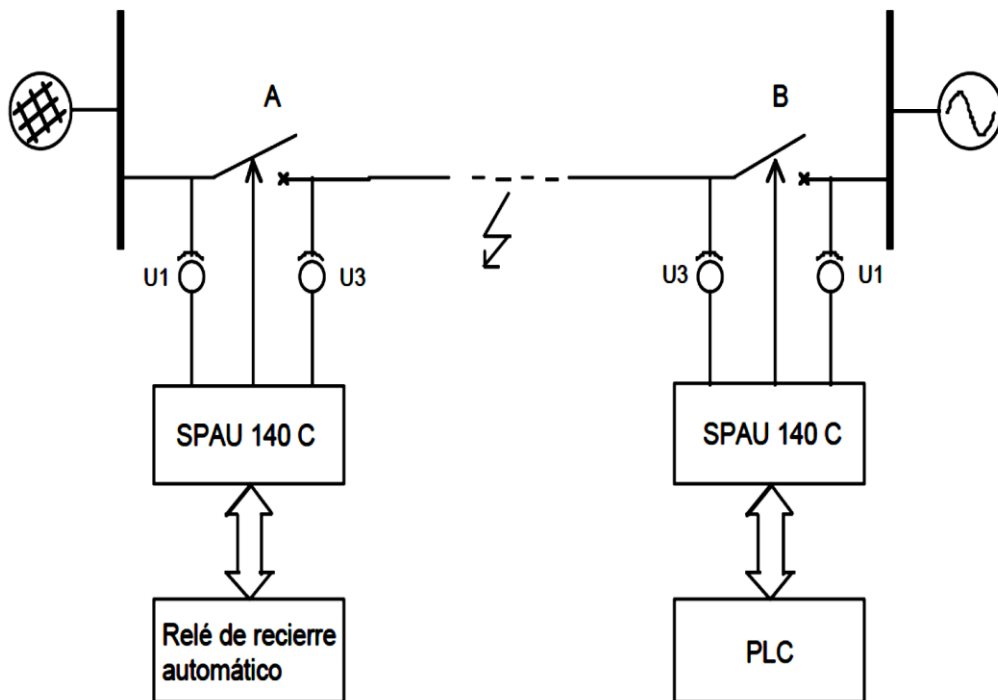 A
B
U1
U3
U3
U1
SPAU 140 C
SPAU 140 C
Relé de recierre
automático
PLC